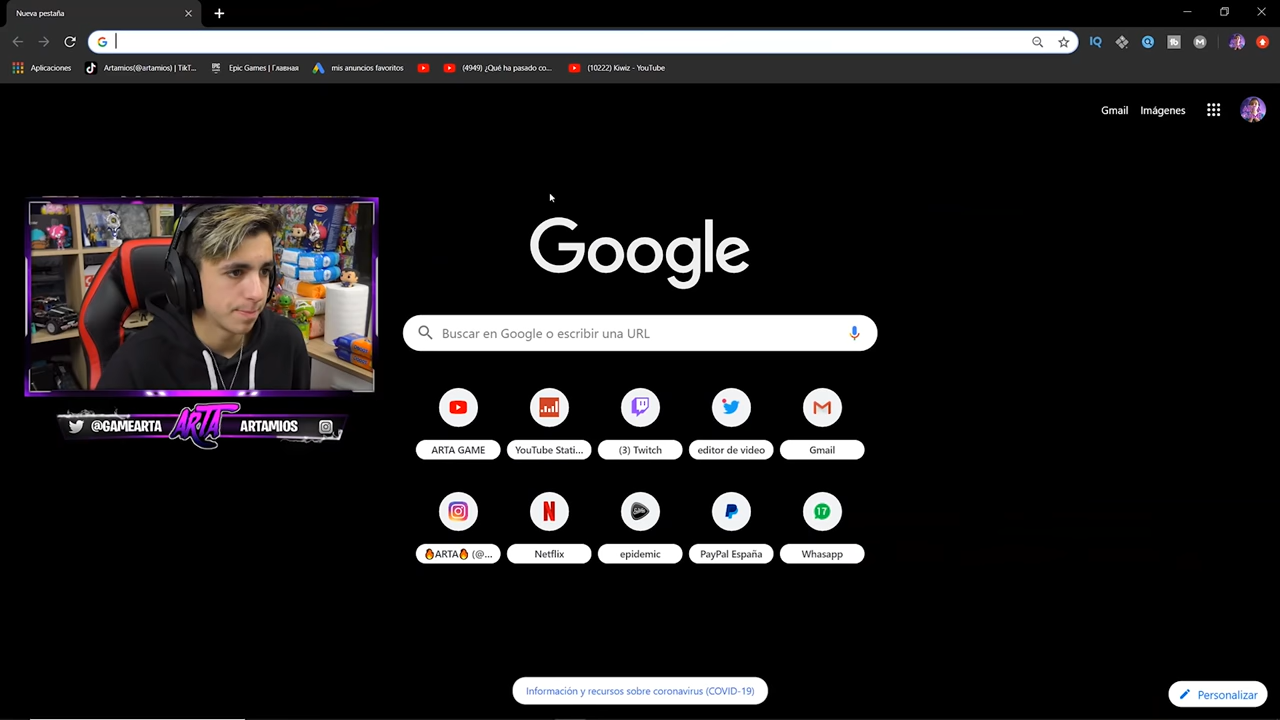 Nueva pestaña
Aplicaciones
Artamios(@artamios) | TikT...
Epic Games | Главная
mis anuncios favoritos
(4949) ¿Qué ha pasado co...
(10222) Kiwiz - YouTube
Gmail
Imágenes
Google
Buscar en Google o escribir una URL
ARTA GAME
YouTube Stati...
(3) Twitch
editor de video
Gmail
17
🔥ARTA🔥 (@...
Netflix
epidemic
PayPal España
Whasapp
@GAMEARTA
ARTA
ARTAMIOS
Información y recursos sobre coronavirus (COVID-19)
Personalizar